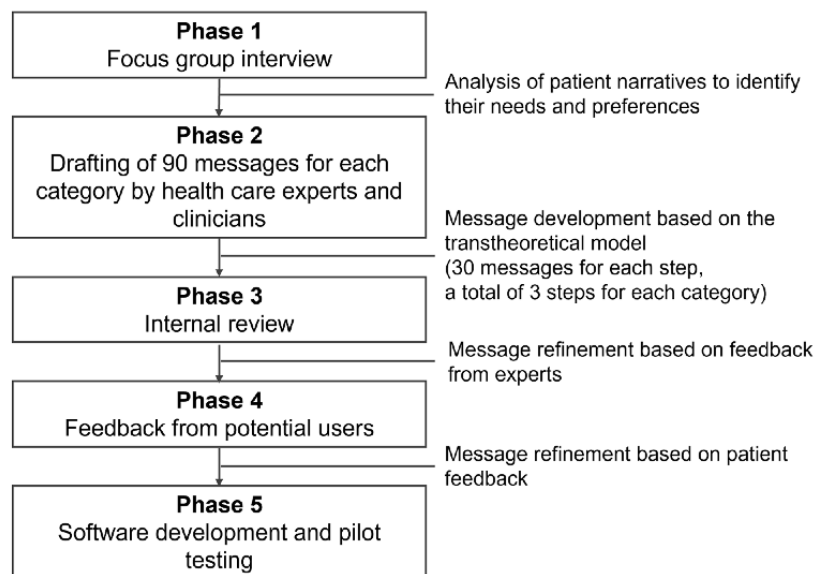 Phase 1
Focus group interview
Analysis of patient narratives to identify
their needs and preferences
Phase 2
Drafting of 90 messages for each
category by health care experts and
clinicians
Message development based on the
transtheoretical model
(30 messages for each step,
a total of 3 steps for each category)
Phase 3
Internal review
Message refinement based on feedback
from experts
Phase 4
Feedback from potential users
Message refinement based on patient
feedback
Phase 5
Software development and pilot
testing